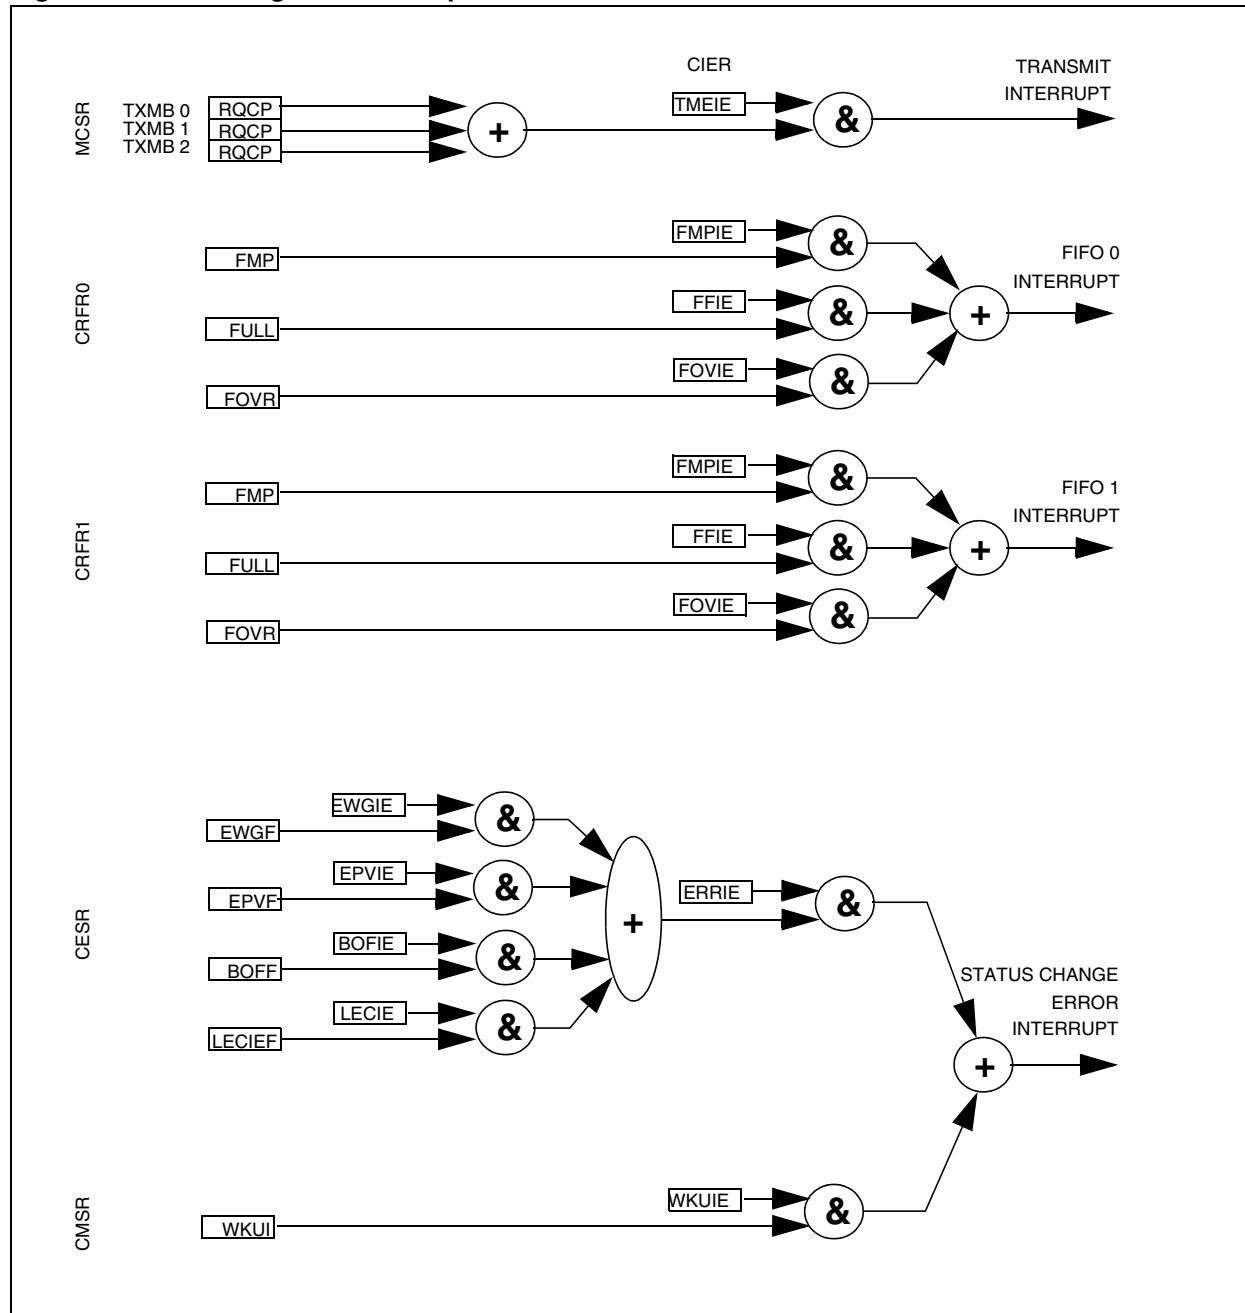 CIER
TRANSMIT
INTERRUPT
MCSR
TXMB 0
TXMB 1
TXMB 2
RQCP
RQCP
RQCP
+
TMEIE
&
CRFR0
FMP
FULL
FOVR
FMPIE
&
FFIE
&
FOVIE
&
+
FIFO 0
INTERRUPT
CRFR1
FMP
FULL
FOVR
FMPIE
&
FFIE
&
FOVIE
&
+
FIFO 1
INTERRUPT
CESR
EWGIE
EWGF
&
EPVIE
EPVF
&
BOFIE
BOFF
&
LECIE
LECIEF
&
+
ERRIE
&
STATUS CHANGE
ERROR
INTERRUPT
+
CMSR
WKUI
WKUIE
&